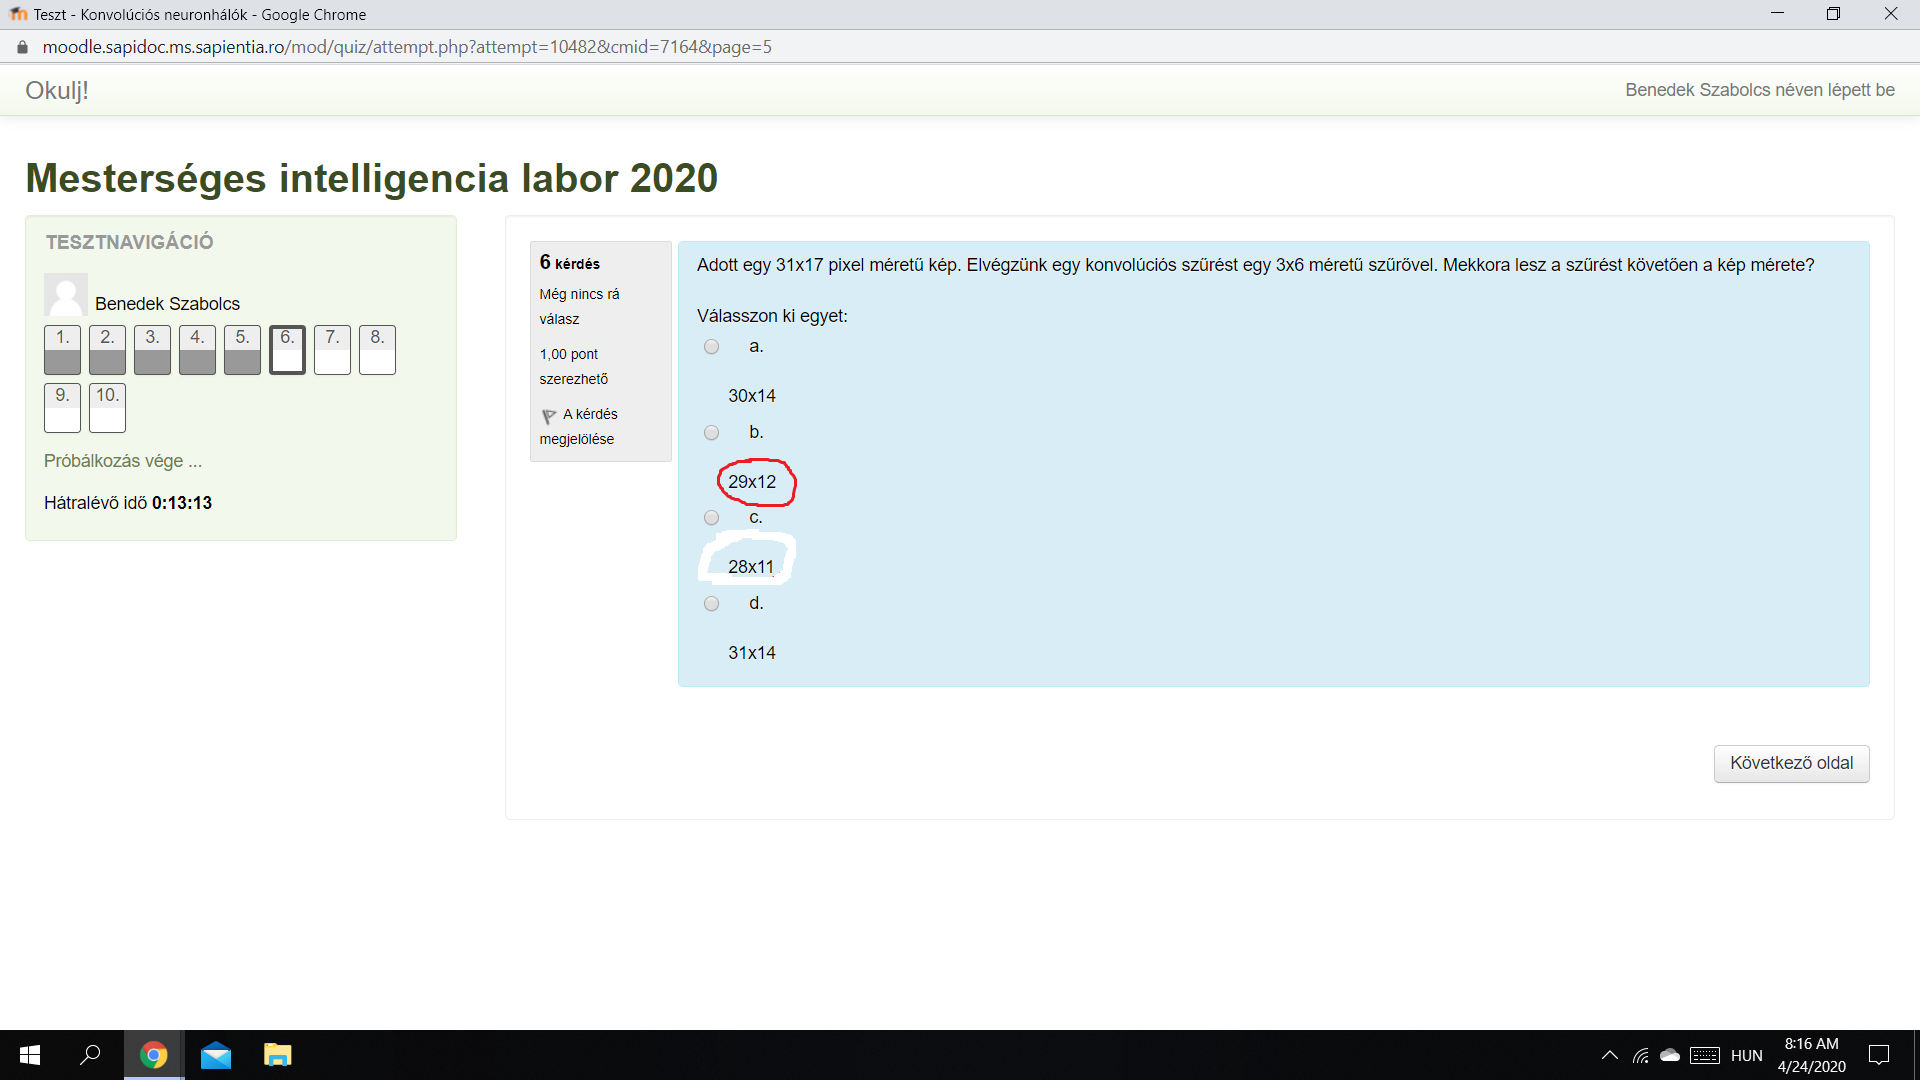 Teszt - Konvolúciós neuronhálók - Google Chrome
moodle.sapidoc.ms.sapientia.ro/mod/quiz/attempt.php?attempt=10482&cmid=7164&page=5
Okulj!
Benedek Szabolcs néven lépett be
Mesterséges intelligencia labor 2020
TESZTNAVIGÁCIÓ
Benedek Szabolcs
1. 2. 3. 4. 5. 6. 7. 8.
9. 10.
Próbálkozás vége ...
Hátralévő idő 0:13:13
6 kérdés
Még nincs rá
válasz
1,00 pont
szerezhető
A kérdés
megjelölése
Adott egy 31x17 pixel méretű kép. Elvégzünk egy konvolúciós szűrést egy 3x6 méretű szűrővel. Mekkora lesz a szűrést követően a kép mérete?
Válasszon ki egyet:
a.
30x14
b.
29x12
c.
28x11
d.
31x14
Következő oldal
HUN
8:16 AM
4/24/2020